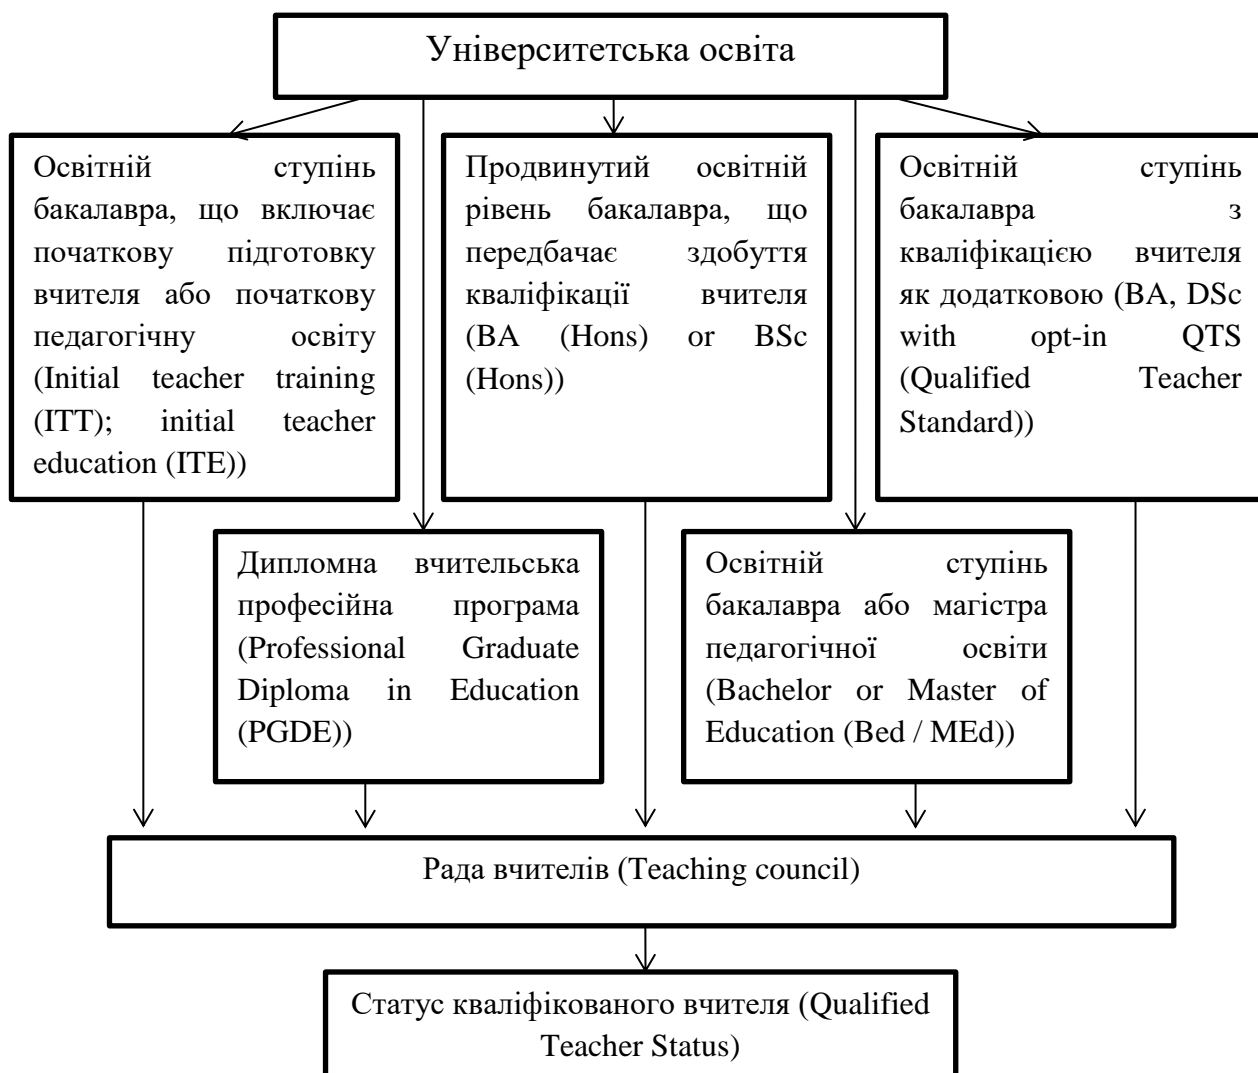 Університетська освіта
Освітній ступінь
бакалавра, що включає
початкову підготовку
вчителя або початкову
педагогічну освіту
(Initial teacher training
(ITT); initial teacher
education (ITE))
Продвинутий освітній
рівень бакалавра, що
передбачає здобуття
кваліфікації вчителя
(BA (Hons) or BSc
(Hons))
Освітній ступінь
бакалавра з
кваліфікацією вчителя
як додатковою (BA, DSc
with opt-in QTS
(Qualified Teacher
Standard))
Дипломна вчительська
професійна програма
(Professional Graduate
Diploma in Education
(PGDE))
Освітній ступінь
бакалавра або магістра
педагогічної освіти
(Bachelor or Master of
Education (Bed / MEd))
Рада вчителів (Teaching council)
Статус кваліфікованого вчителя (Qualified
Teacher Status)